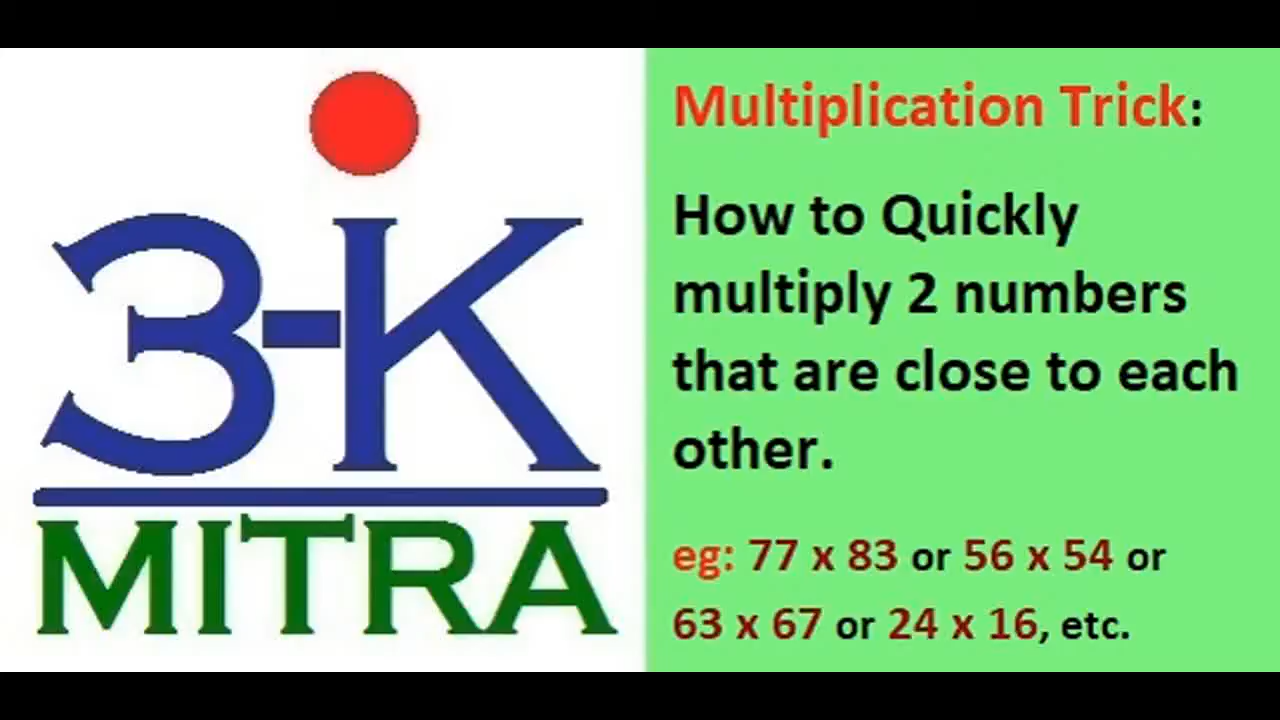 3-K
MITRA
Multiplication Trick:
How to Quickly
multiply 2 numbers
that are close to each
other.
eg: 77 x 83 or 56 x 54 or
63 x 67 or 24 x 16, etc.